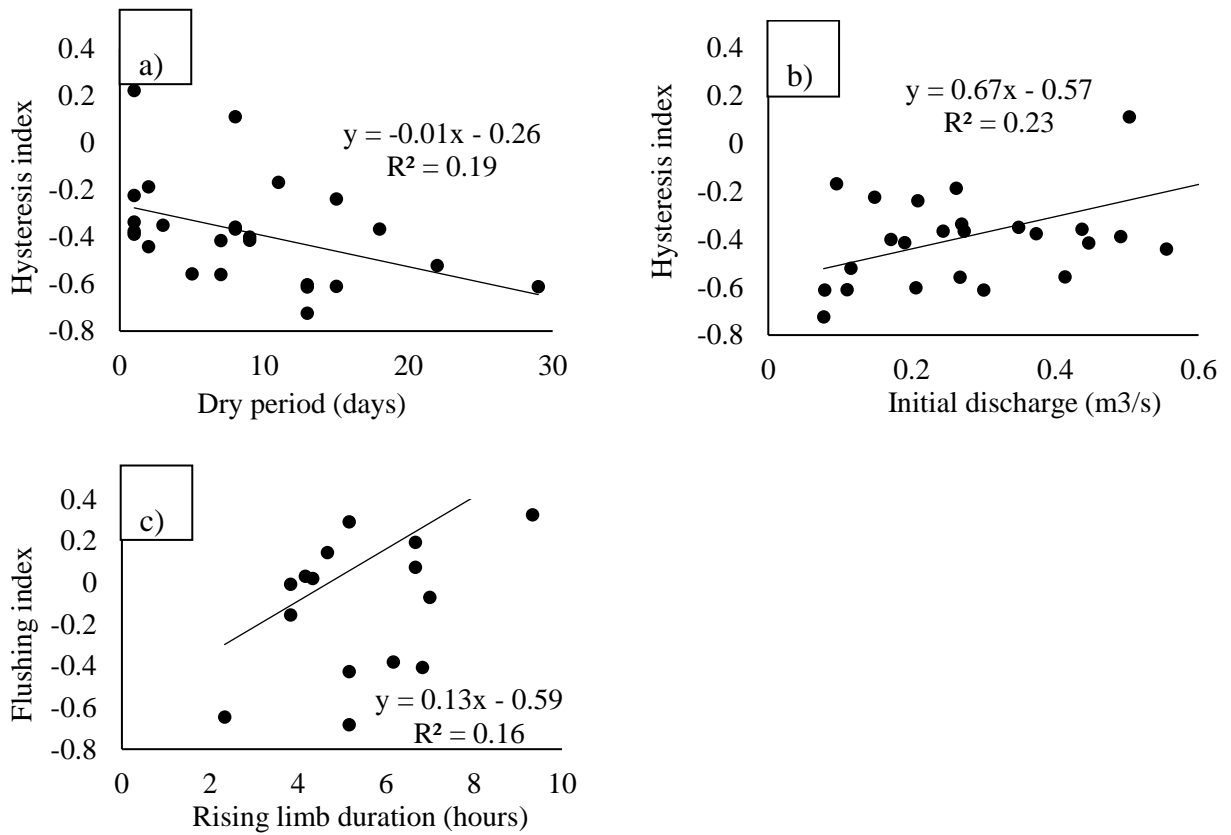 a)
0.4
0.2
0
-0.2
-0.4
-0.6
-0.8
Hysteresis index
y = -0.01x - 0.26
R² = 0.19
0 10 20 30
Dry period (days)
b)
0.4
0.2
0
-0.2
-0.4
-0.6
-0.8
Hysteresis index
y = 0.67x - 0.57
R² = 0.23
0 0.2 0.4 0.6
Initial discharge (m3/s)
c)
0.4
0.2
0
-0.2
-0.4
-0.6
-0.8
Flushing index
y = 0.13x - 0.59
R² = 0.16
0 2 4 6 8 10
Rising limb duration (hours)